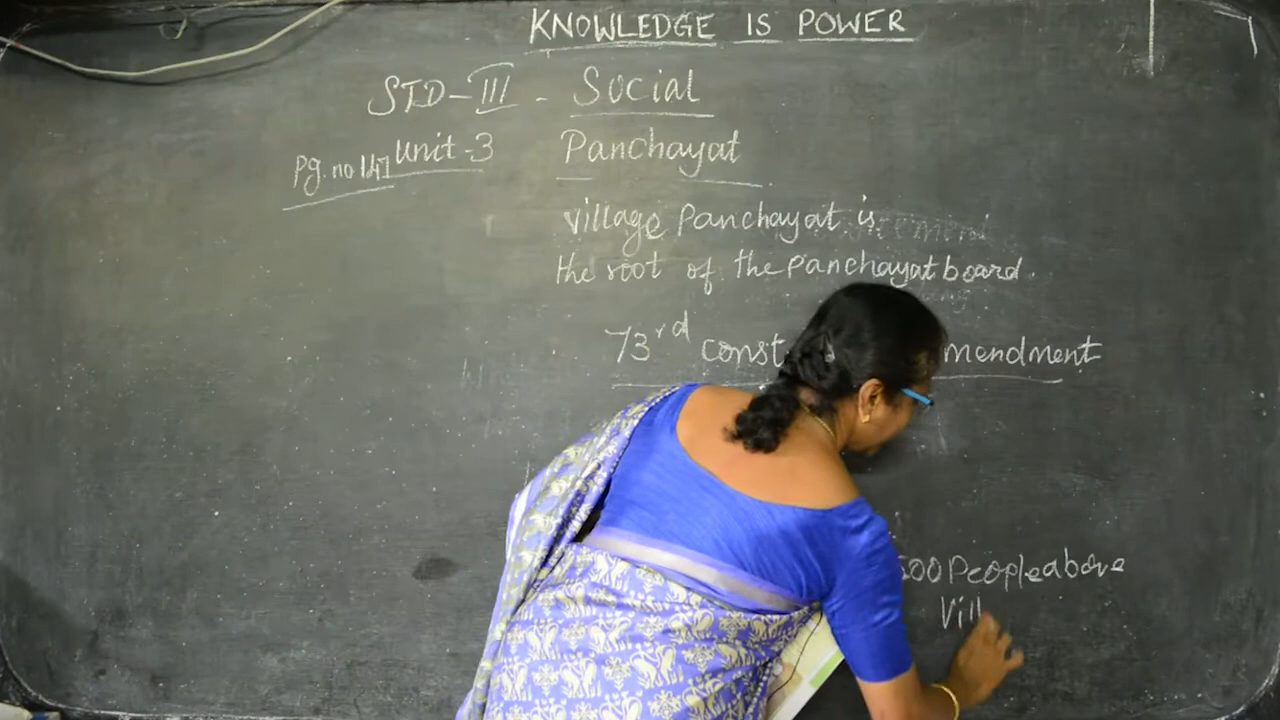 KNOWLEDGE IS POWER
STD-III - Social
Pg. no 147 Unit-3 Panchayat
Village Panchayat is
the root of the Panchayat board.
73rd const mendment
500 People above
Vill